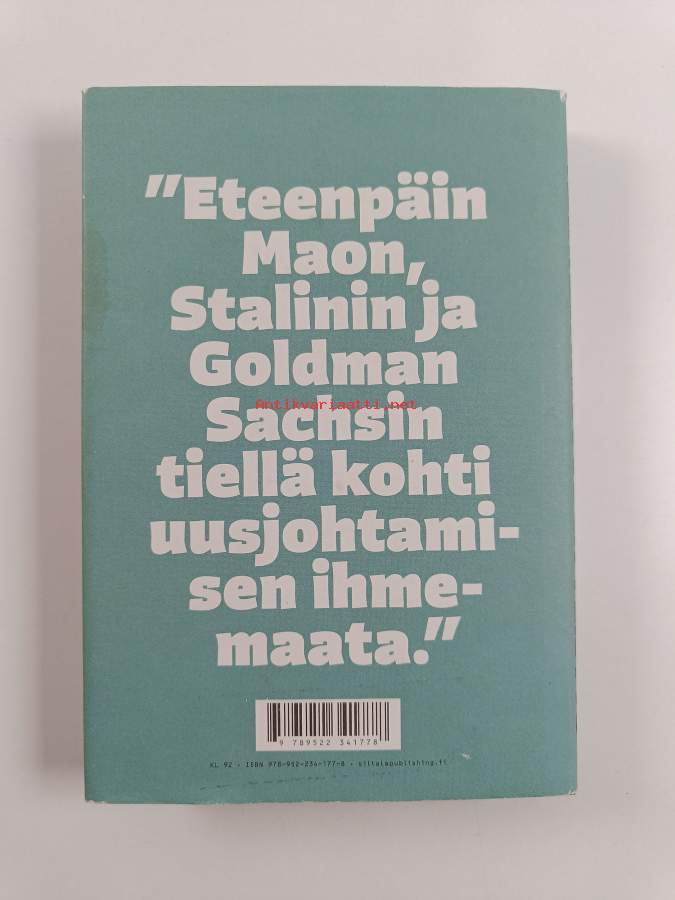 "Eteenpäin
Maon,
Stalinin ja
Goldman
Antikvariaatti.net
Sachsin
tiellä kohti
uusjohtami-
sen ihme-
maata."
9 789522 341778
KL 92 · ISBN 978-952-234-177-8 · siltalapublishing.fi